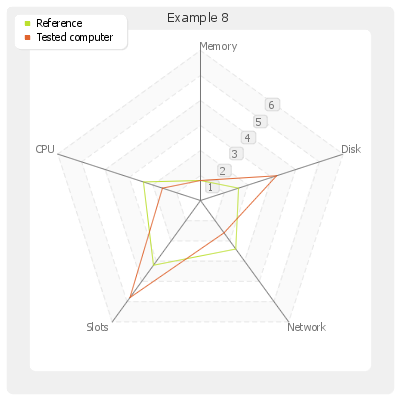 Example 8
Reference
Tested computer
Memory
6
5
4
3
2
1
CPU
Disk
Slots
Network